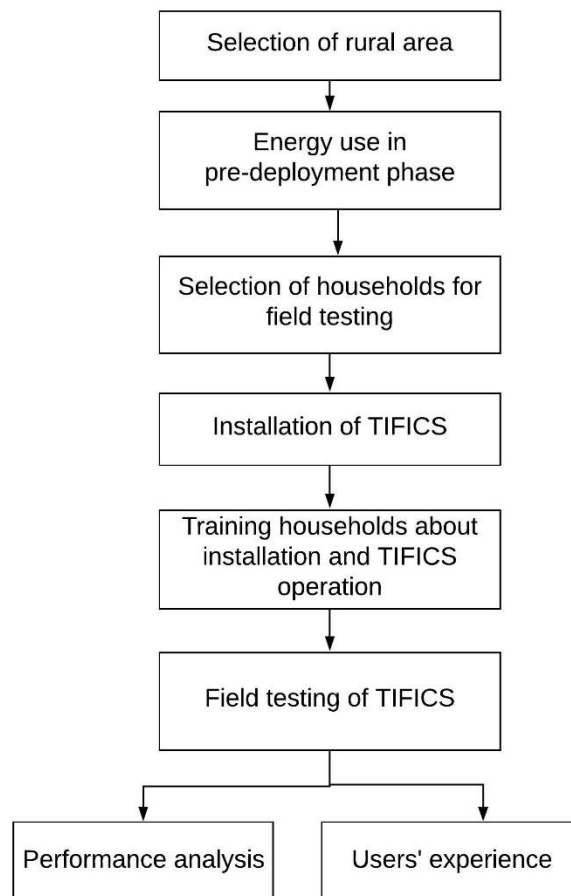 Selection of rural area
Energy use in
pre-deployment phase
Selection of households for
field testing
Installation of TIFICS
Training households about
installation and TIFICS
operation
Field testing of TIFICS
Performance analysis
Users' experience